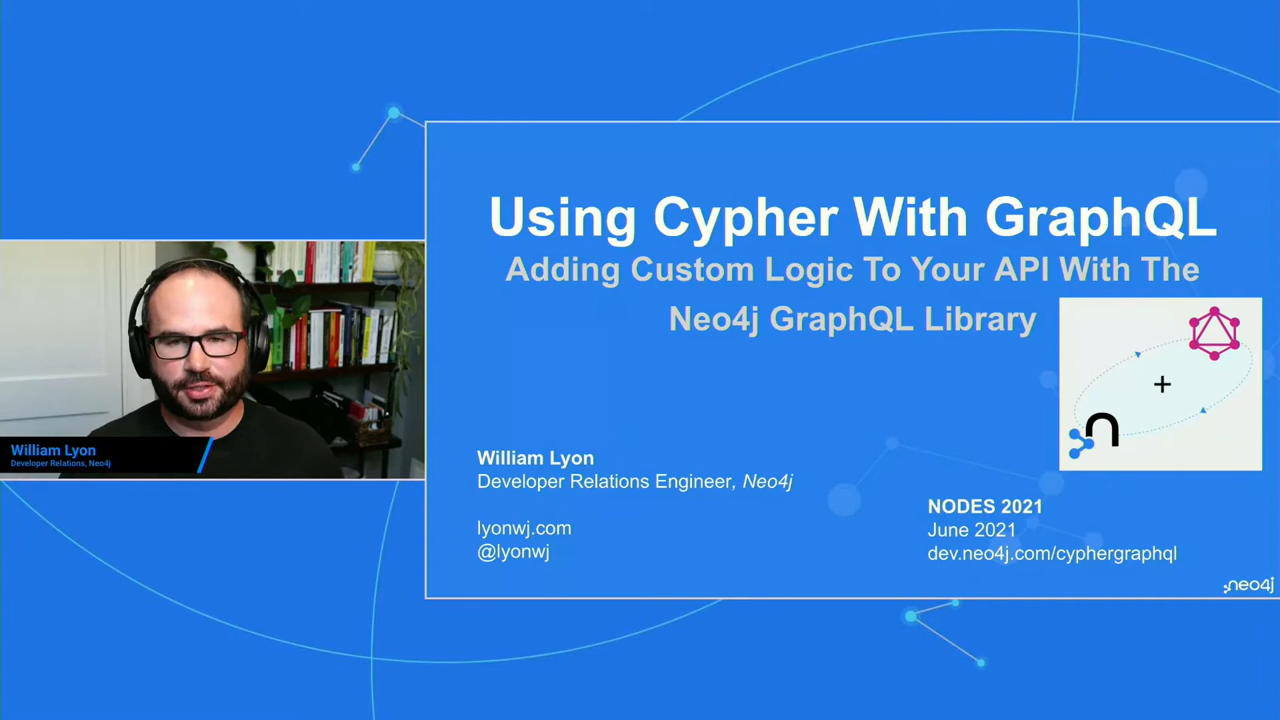 Using Cypher With GraphQL
Adding Custom Logic To Your API With The
Neo4j GraphQL Library
+
William Lyon
Developer Relations, Neo4j
William Lyon
Developer Relations Engineer, Neo4j
lyonwj.com
@lyonwj
NODES 2021
June 2021
dev.neo4j.com/cyphergraphql
neo4j